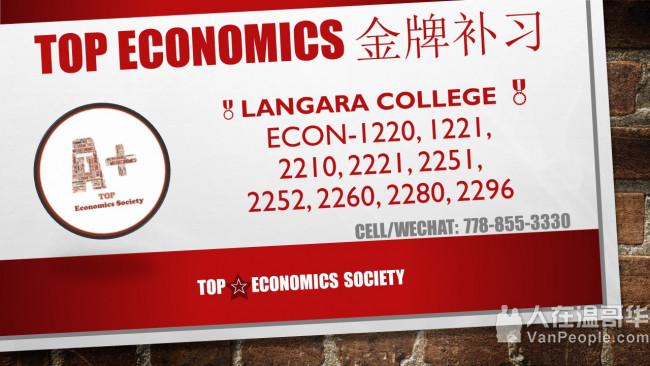 TOP ECONOMICS 金牌补习
LANGARA COLLEGE
ECON-1220, 1221,
2210, 2221, 2251,
2252, 2260, 2280, 2296
A+
TOP
Economics Society
CELL/WECHAT: 778-855-3330
TOP ECONOMICS SOCIETY
人在温哥华
VanPeople.com